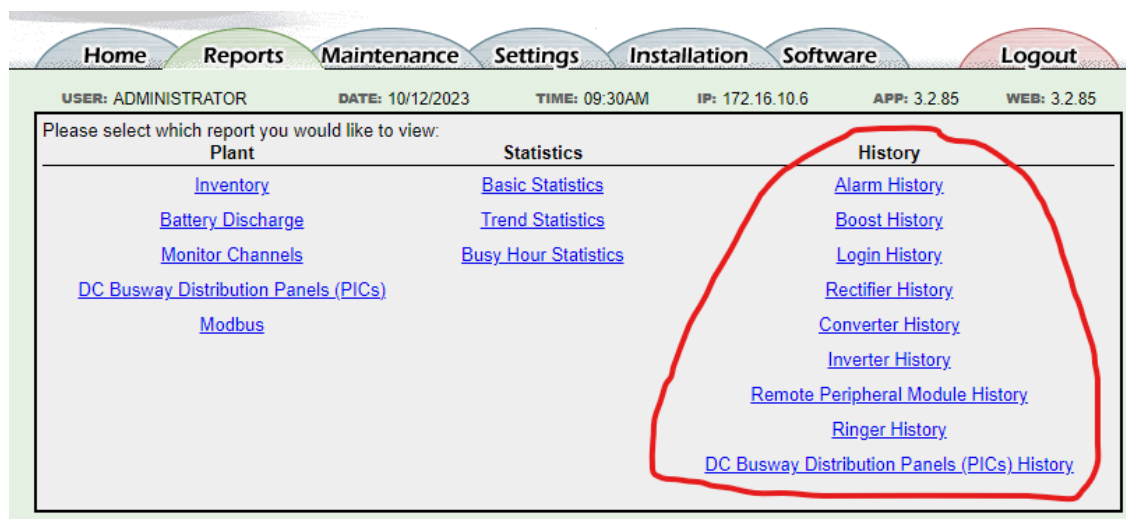 Home Reports Maintenance Settings Installation Software Logout
USER: ADMINISTRATOR DATE: 10/12/2023 TIME: 09:30AM IP: 172.16.10.6 APP: 3.2.85 WEB: 3.2.85
Please select which report you would like to view:
Plant Statistics History
Inventory Basic Statistics Alarm History
Battery Discharge Trend Statistics Boost History
Monitor Channels Busy Hour Statistics Login History
DC Busway Distribution Panels (PICs) Rectifier History
Modbus Converter History
Inverter History
Remote Peripheral Module History
Ringer History
DC Busway Distribution Panels (PICs) History